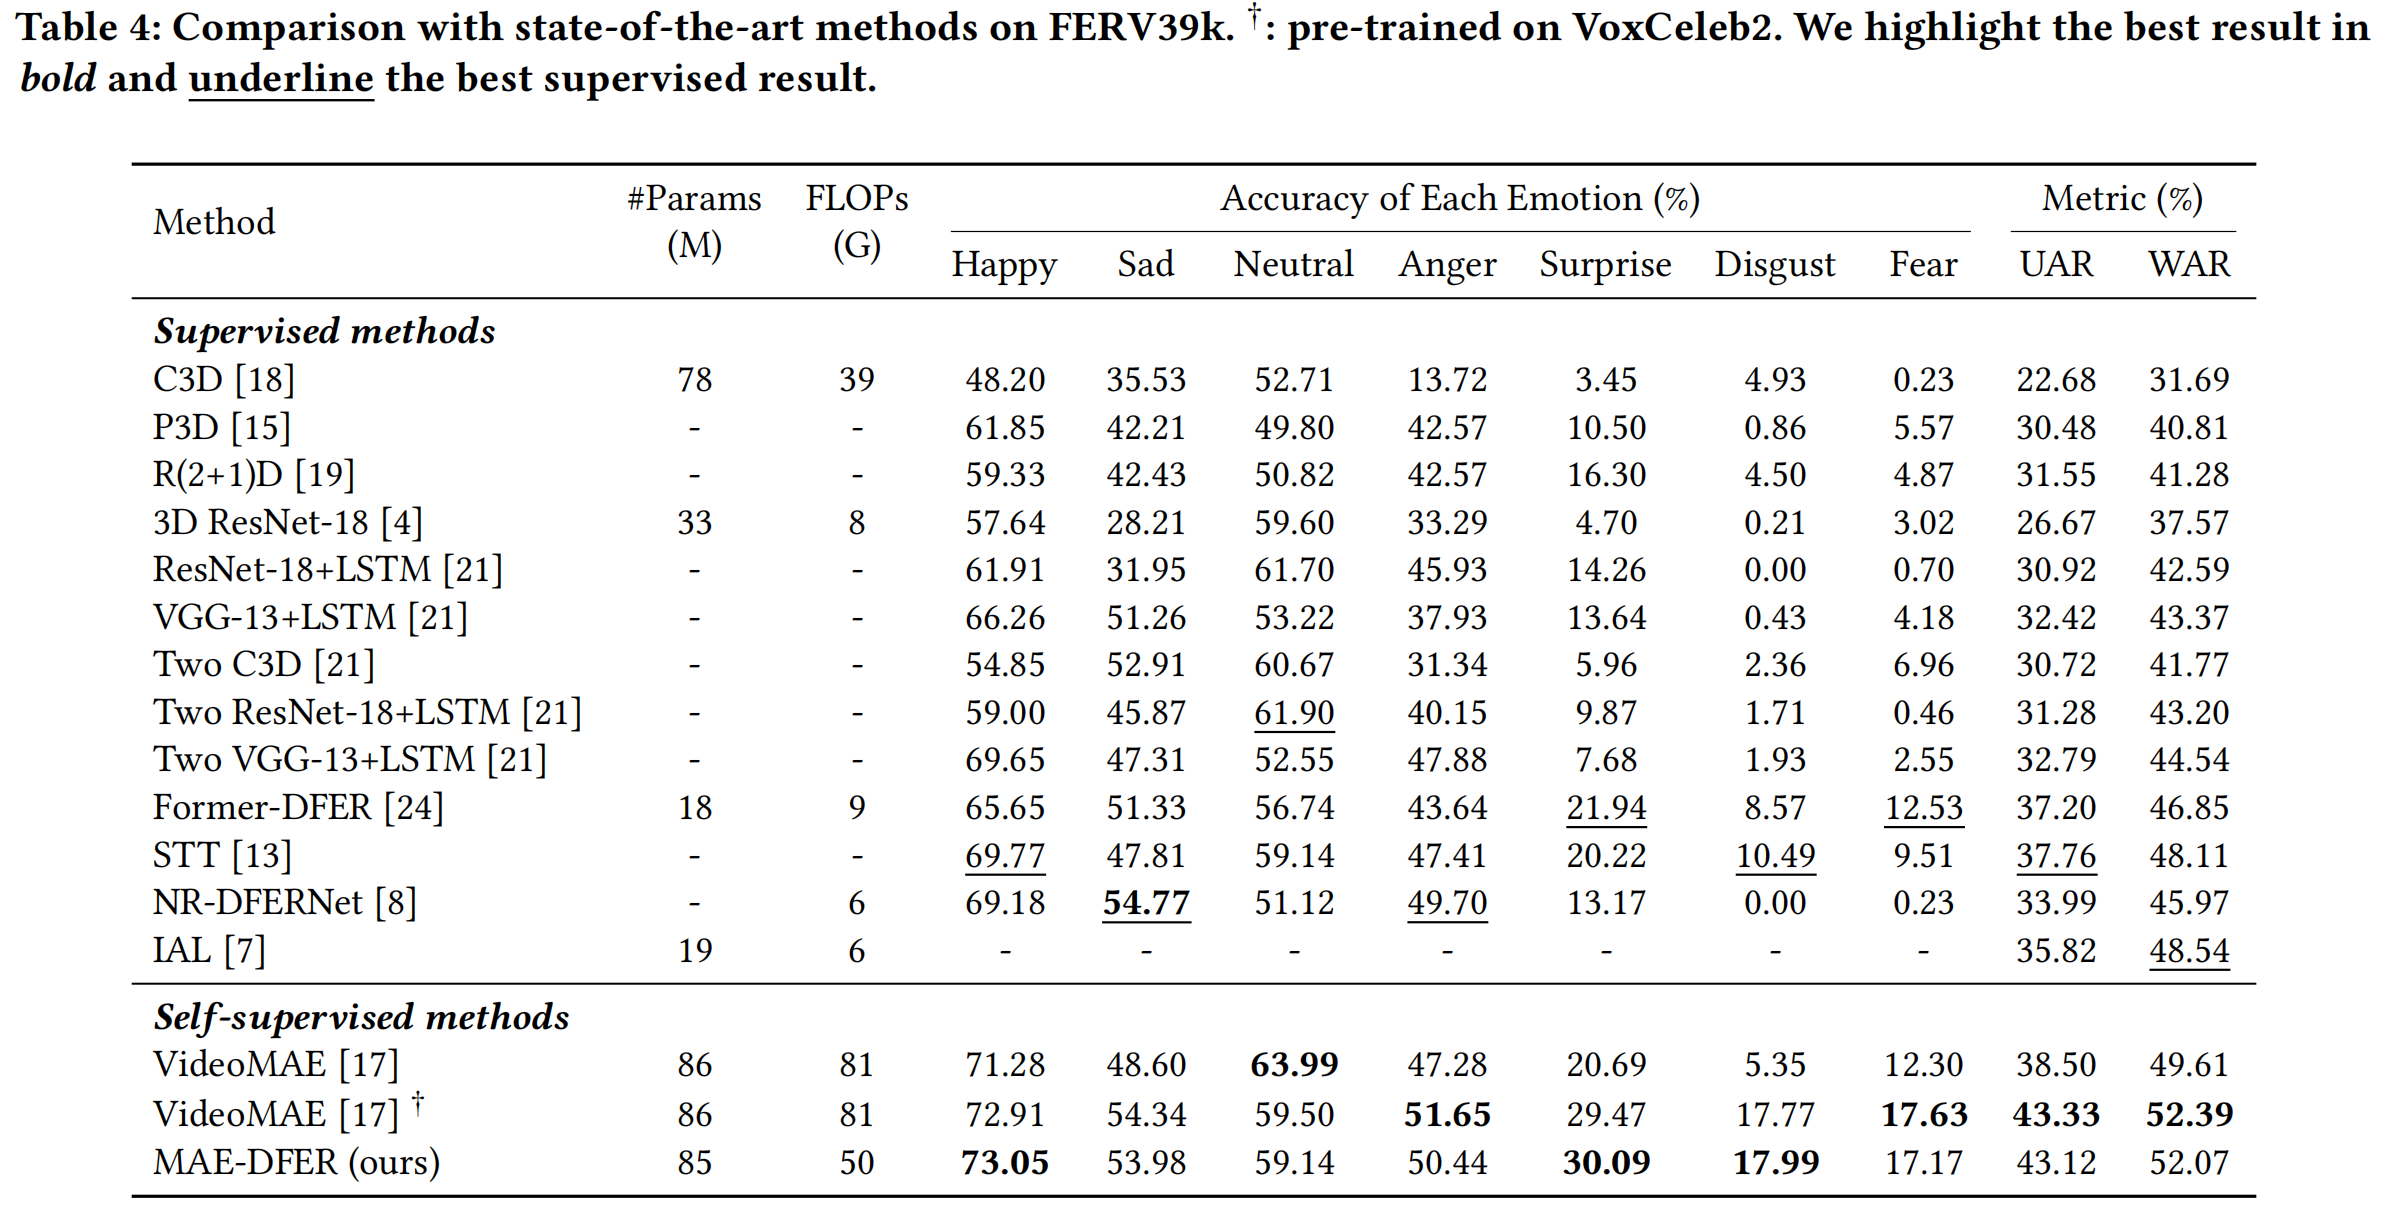 Table 4: Comparison with state-of-the-art methods on FERV39k. †: pre-trained on VoxCeleb2. We highlight the best result in
bold and underline the best supervised result.
Method #Params (M) FLOPs (G) Accuracy of Each Emotion (%) Metric (%)
Happy Sad Neutral Anger Surprise Disgust Fear UAR WAR
Supervised methods
C3D [18] 78 39 48.20 35.53 52.71 13.72 3.45 4.93 0.23 22.68 31.69
P3D [15] - - 61.85 42.21 49.80 42.57 10.50 0.86 5.57 30.48 40.81
R(2+1)D [19] - - 59.33 42.43 50.82 42.57 16.30 4.50 4.87 31.55 41.28
3D ResNet-18 [4] 33 8 57.64 28.21 59.60 33.29 4.70 0.21 3.02 26.67 37.57
ResNet-18+LSTM [21] - - 61.91 31.95 61.70 45.93 14.26 0.00 0.70 30.92 42.59
VGG-13+LSTM [21] - - 66.26 51.26 53.22 37.93 13.64 0.43 4.18 32.42 43.37
Two C3D [21] - - 54.85 52.91 60.67 31.34 5.96 2.36 6.96 30.72 41.77
Two ResNet-18+LSTM [21] - - 59.00 45.87 61.90 40.15 9.87 1.71 0.46 31.28 43.20
Two VGG-13+LSTM [21] - - 69.65 47.31 52.55 47.88 7.68 1.93 2.55 32.79 44.54
Former-DFER [24] 18 9 65.65 51.33 56.74 43.64 21.94 8.57 12.53 37.20 46.85
STT [13] - - 69.77 47.81 59.14 47.41 20.22 10.49 9.51 37.76 48.11
NR-DFERNet [8] - 6 69.18 54.77 51.12 49.70 13.17 0.00 0.23 33.99 45.97
IAL [7] 19 6 - - - - - - - 35.82 48.54
Self-supervised methods
VideoMAE [17] 86 81 71.28 48.60 63.99 47.28 20.69 5.35 12.30 38.50 49.61
VideoMAE [17] † 86 81 72.91 54.34 59.50 51.65 29.47 17.77 17.63 43.33 52.39
MAE-DFER (ours) 85 50 73.05 53.98 59.14 50.44 30.09 17.99 17.17 43.12 52.07